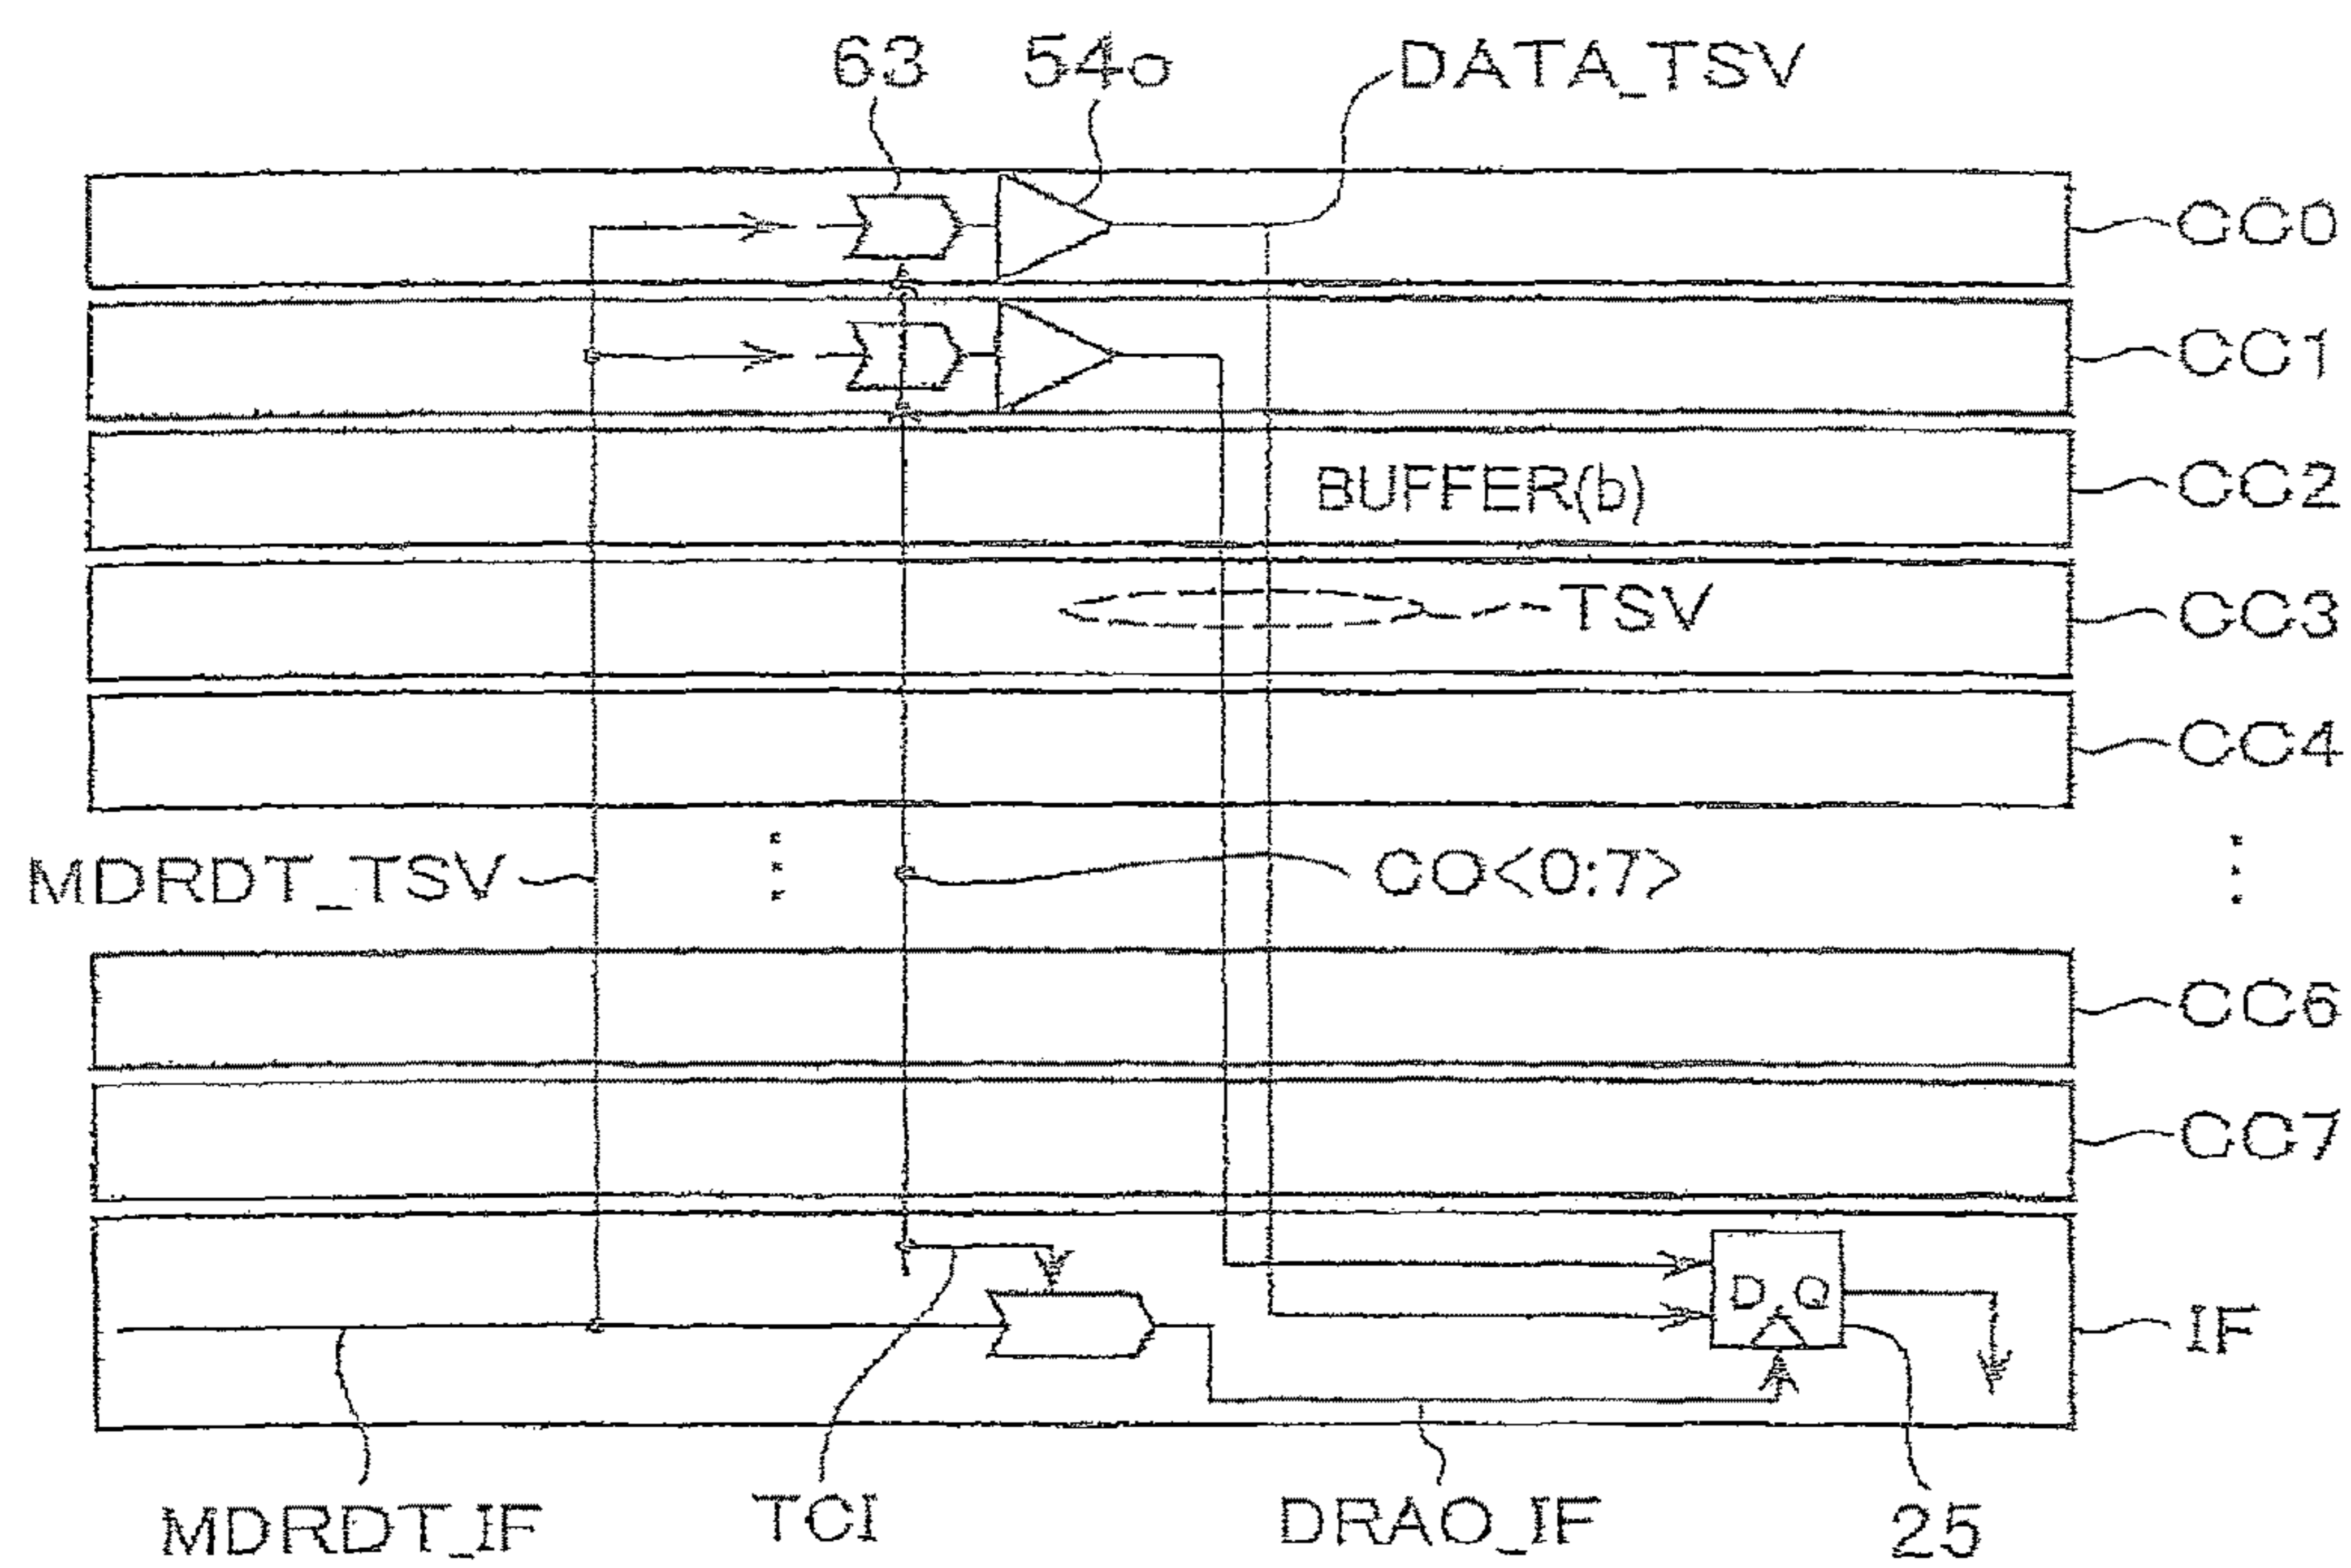 63 54o DATA_TSV
CC0
CC1
BUFFER(b) CC2
TSV CC3
CC4
MDRDT_TSV CO<0:7>
CC6
CC7
D Q
IF
MDRDT_IF TCI DRAO_IF 25